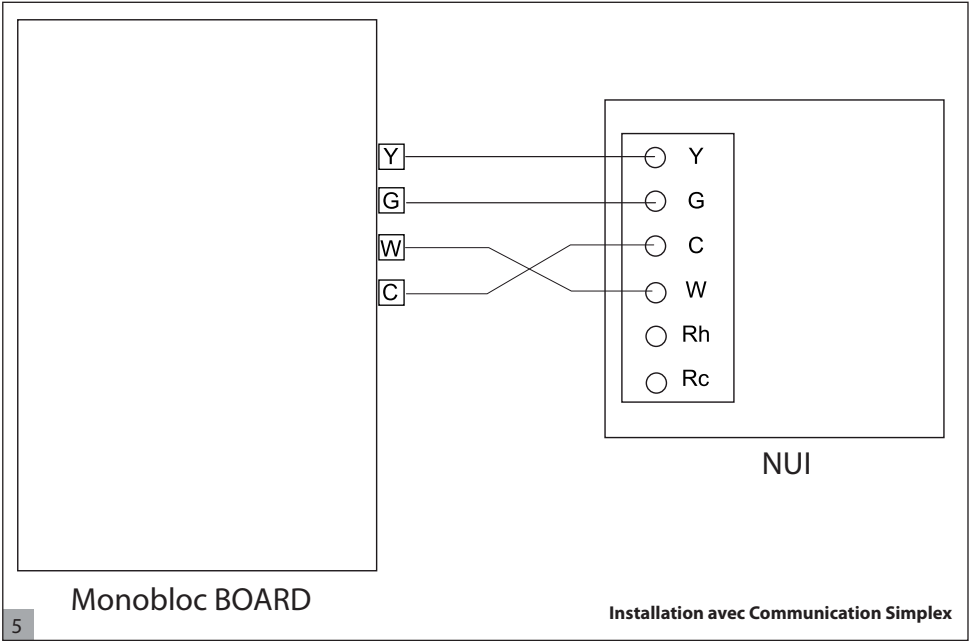 Y
G
W
C
Y
G
C
W
Rh
Rc
NUI
Monobloc BOARD
Installation avec Communication Simplex
5